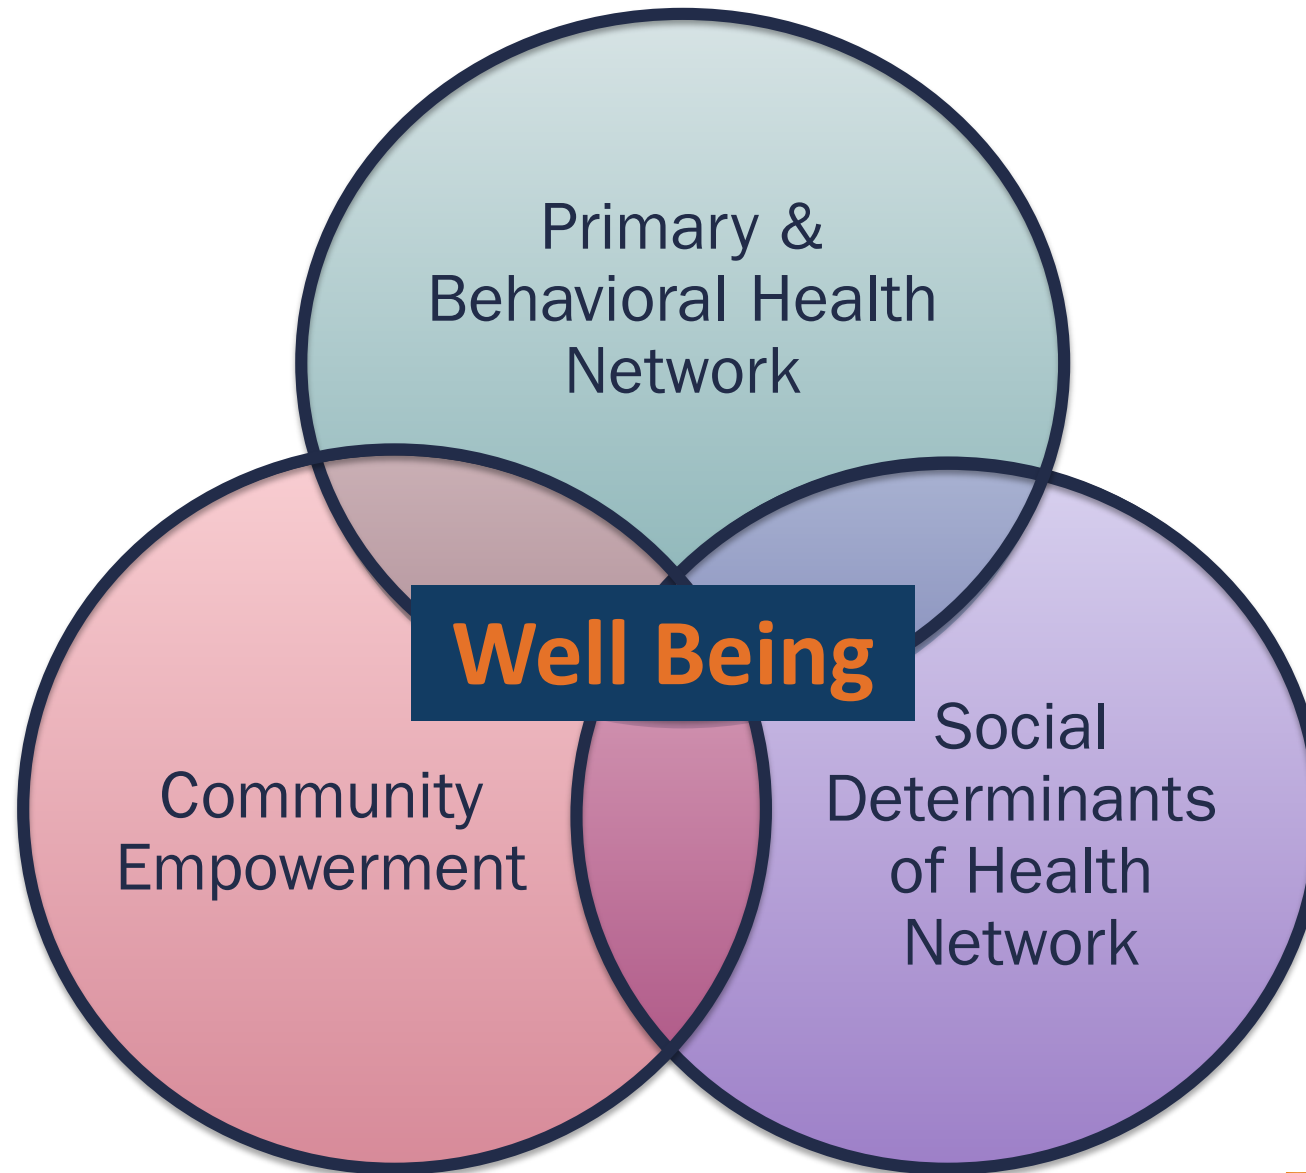 Primary &
Behavioral Health
Network
Well Being
Community
Empowerment
Social
Determinants
of Health
Network